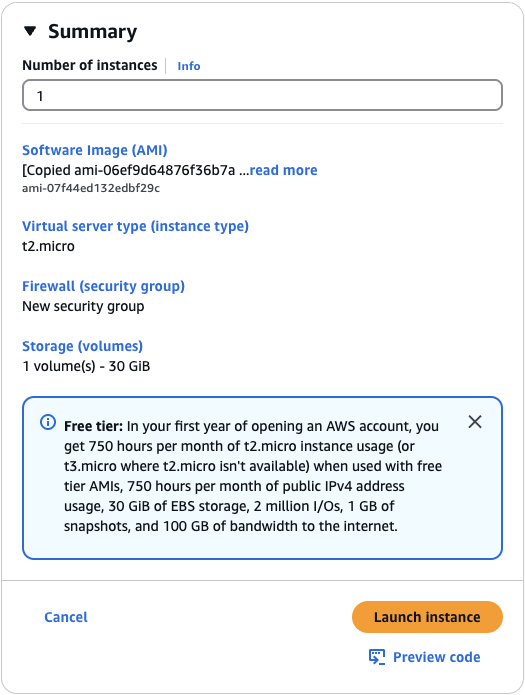 Summary
Number of instances Info
1
Software Image (AMI)
[Copied ami-06ef9d64876f36b7a ...read more
ami-07f44ed132edbf29c
Virtual server type (instance type)
t2.micro
Firewall (security group)
New security group
Storage (volumes)
1 volume(s) - 30 GiB
Free tier: In your first year of opening an AWS account, you
get 750 hours per month of t2.micro instance usage (or
t3.micro where t2.micro isn't available) when used with free
tier AMIs, 750 hours per month of public IPv4 address
usage, 30 GiB of EBS storage, 2 million I/Os, 1 GB of
snapshots, and 100 GB of bandwidth to the internet.
Cancel
Launch instance
Preview code